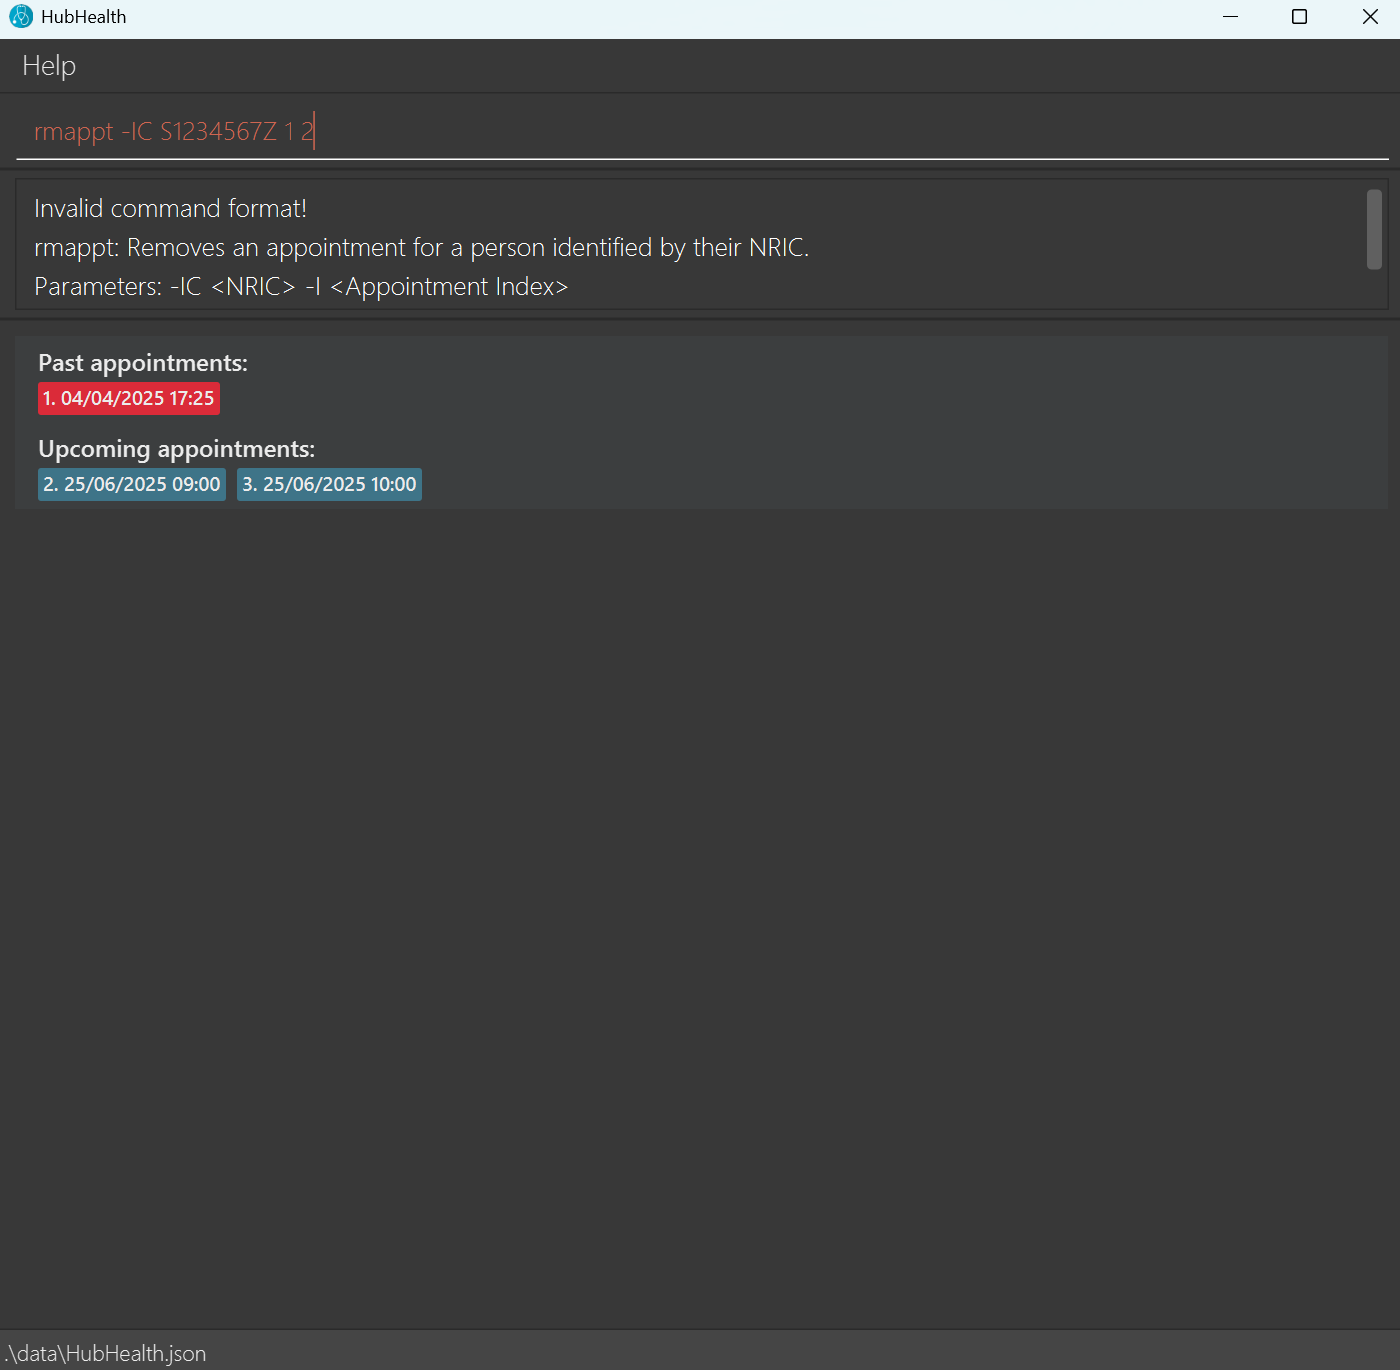 HubHealth
Help
rmappt -IC S1234567Z 1 2
Invalid command format!
rmappt: Removes an appointment for a person identified by their NRIC.
Parameters: -IC <NRIC> -I <Appointment Index>
Past appointments:
1. 04/04/2025 17:25
Upcoming appointments:
2. 25/06/2025 09:00 3. 25/06/2025 10:00
.\data\HubHealth.json